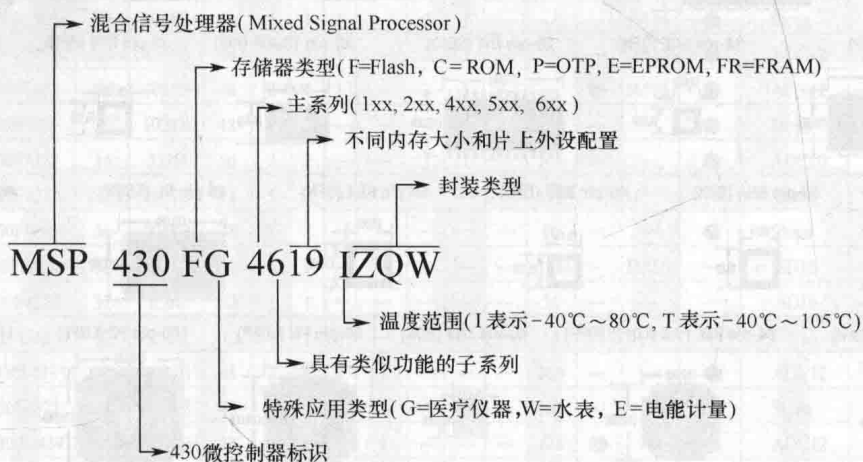 混合信号处理器(Mixed Signal Processor)
存储器类型(F=Flash, C=ROM, P=OTP, E=EPROM, FR=FRAM)
主系列(1xx, 2xx, 4xx, 5xx, 6xx)
不同内存大小和片上外设配置
封装类型
MSP 430 FG 4619 IZQW
温度范围(I表示-40℃～80℃, T表示-40℃～105℃)
具有类似功能的子系列
特殊应用类型(G=医疗仪器,W=水表, E=电能计量)
430微控制器标识